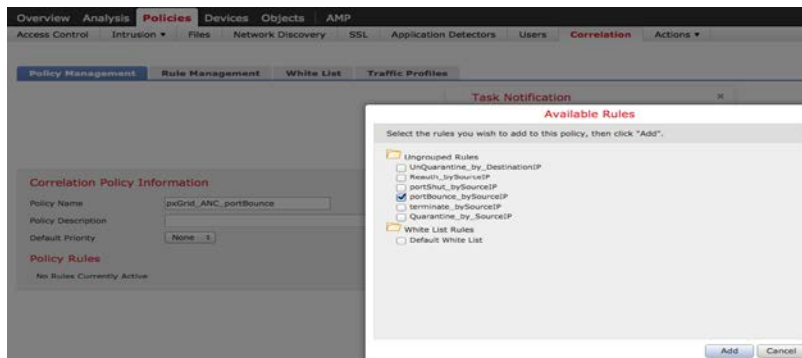 Overview Analysis Policies Devices Objects AMP
Access Control Intrusion ▾ Files Network Discovery SSL Application Detectors Users Correlation Actions ▾
Policy Management Rule Management White List Traffic Profiles
Task Notification ×
Available Rules
Select the rules you wish to add to this policy, then click "Add".
Ungrouped Rules
UnQuarantine_by_DestinationIP
Reauth_bySourceIP
portShut_bySourceIP
portBounce_bySourceIP
terminate_bySourceIP
Quarantine_by_SourceIP
White List Rules
Default White List
Add Cancel
Correlation Policy Information
Policy Name pxGrid_ANC_portBounce
Policy Description
Default Priority None
Policy Rules
No Rules Currently Active